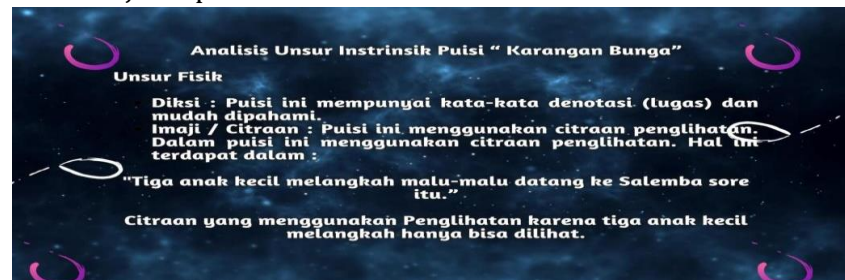 Analisis Unsur Instrinsik Puisi “ Karangan Bunga”
Unsur Fisik
Diksi : Puisi ini mempunyai kata-kata denotasi (lugas) dan
mudah dipahami.
Imaji / Citraan : Puisi ini menggunakan citraan penglihatan.
Dalam puisi ini menggunakan citraan penglihatan. Hal ini
terdapat dalam :
"Tiga anak kecil melangkah malu-malu datang ke Salemba sore
itu.”
Citraan yang menggunakan Penglihatan karena tiga anak kecil
melangkah hanya bisa dilihat.